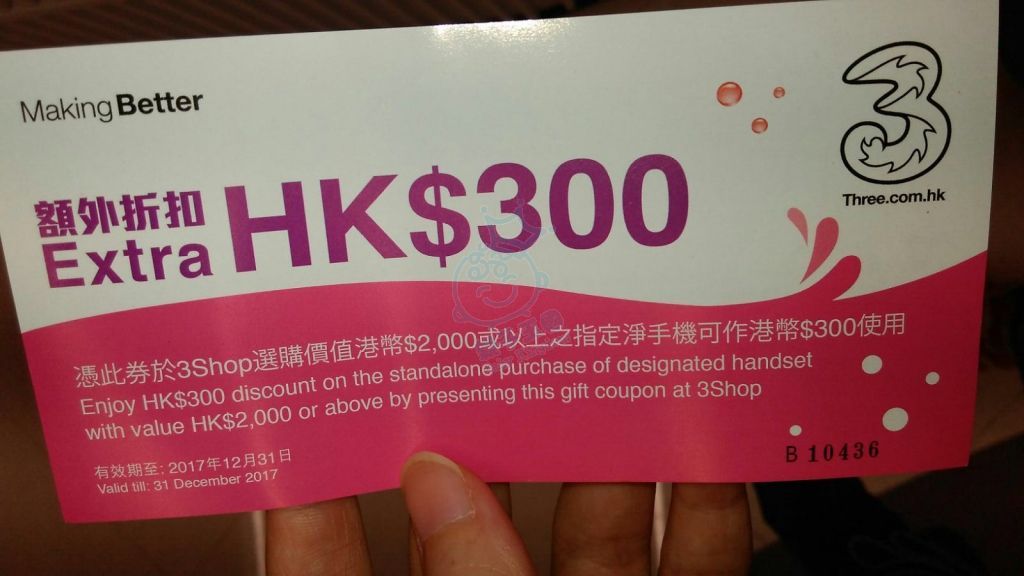 Making Better
Three.com.hk
額外折扣
Extra HK$300
憑此券於3Shop選購價值港幣$2,000或以上之指定淨手機可作港幣$300使用
Enjoy HK$300 discount on the standalone purchase of designated handset
with value HK$2,000 or above by presenting this gift coupon at 3Shop
有效期至: 2017年12月31日
Valid till: 31 December 2017
B 10436